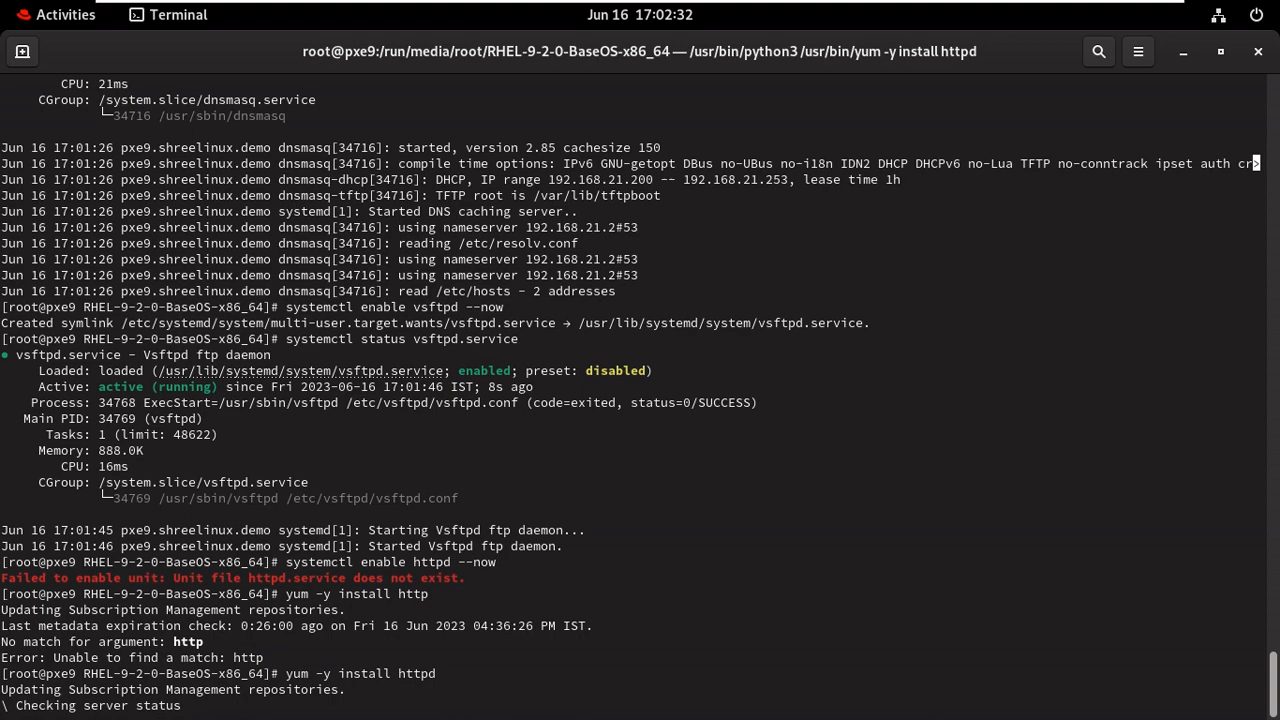 Activities
Terminal
Jun 16 17:02:32
root@pxe9:/run/media/root/RHEL-9-2-0-BaseOS-x86_64 — /usr/bin/python3 /usr/bin/yum -y install httpd
CPU: 21ms
CGroup: /system.slice/dnsmasq.service
└─34716 /usr/sbin/dnsmasq
Jun 16 17:01:26 pxe9.shreelinux.demo dnsmasq[34716]: started, version 2.85 cachesize 150
Jun 16 17:01:26 pxe9.shreelinux.demo dnsmasq[34716]: compile time options: IPv6 GNU-getopt DBus no-UBus no-i18n IDN2 DHCP DHCPv6 no-Lua TFTP no-conntrack ipset auth cr>
Jun 16 17:01:26 pxe9.shreelinux.demo dnsmasq-dhcp[34716]: DHCP, IP range 192.168.21.200 -- 192.168.21.253, lease time 1h
Jun 16 17:01:26 pxe9.shreelinux.demo dnsmasq-tftp[34716]: TFTP root is /var/lib/tftpboot
Jun 16 17:01:26 pxe9.shreelinux.demo systemd[1]: Started DNS caching server..
Jun 16 17:01:26 pxe9.shreelinux.demo dnsmasq[34716]: using nameserver 192.168.21.2#53
Jun 16 17:01:26 pxe9.shreelinux.demo dnsmasq[34716]: reading /etc/resolv.conf
Jun 16 17:01:26 pxe9.shreelinux.demo dnsmasq[34716]: using nameserver 192.168.21.2#53
Jun 16 17:01:26 pxe9.shreelinux.demo dnsmasq[34716]: using nameserver 192.168.21.2#53
Jun 16 17:01:26 pxe9.shreelinux.demo dnsmasq[34716]: read /etc/hosts - 2 addresses
[root@pxe9 RHEL-9-2-0-BaseOS-x86_64]# systemctl enable vsftpd --now
Created symlink /etc/systemd/system/multi-user.target.wants/vsftpd.service → /usr/lib/systemd/system/vsftpd.service.
[root@pxe9 RHEL-9-2-0-BaseOS-x86_64]# systemctl status vsftpd.service
● vsftpd.service - Vsftpd ftp daemon
Loaded: loaded (/usr/lib/systemd/system/vsftpd.service; enabled; preset: disabled)
Active: active (running) since Fri 2023-06-16 17:01:46 IST; 8s ago
Process: 34768 ExecStart=/usr/sbin/vsftpd /etc/vsftpd/vsftpd.conf (code=exited, status=0/SUCCESS)
Main PID: 34769 (vsftpd)
Tasks: 1 (limit: 48622)
Memory: 888.0K
CPU: 16ms
CGroup: /system.slice/vsftpd.service
└─34769 /usr/sbin/vsftpd /etc/vsftpd/vsftpd.conf
Jun 16 17:01:45 pxe9.shreelinux.demo systemd[1]: Starting Vsftpd ftp daemon...
Jun 16 17:01:46 pxe9.shreelinux.demo systemd[1]: Started Vsftpd ftp daemon.
[root@pxe9 RHEL-9-2-0-BaseOS-x86_64]# systemctl enable httpd --now
Failed to enable unit: Unit file httpd.service does not exist.
[root@pxe9 RHEL-9-2-0-BaseOS-x86_64]# yum -y install http
Updating Subscription Management repositories.
Last metadata expiration check: 0:26:00 ago on Fri 16 Jun 2023 04:36:26 PM IST.
No match for argument: http
Error: Unable to find a match: http
[root@pxe9 RHEL-9-2-0-BaseOS-x86_64]# yum -y install httpd
Updating Subscription Management repositories.
\ Checking server status